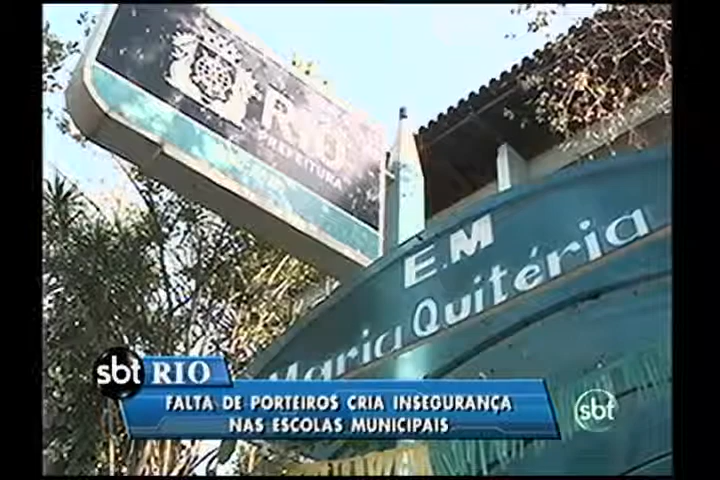 RIO
PREFEITURA
E.M
Maria Quitéria
sbt RIO
FALTA DE PORTEIROS CRIA INSEGURANÇA
NAS ESCOLAS MUNICIPAIS
sbt